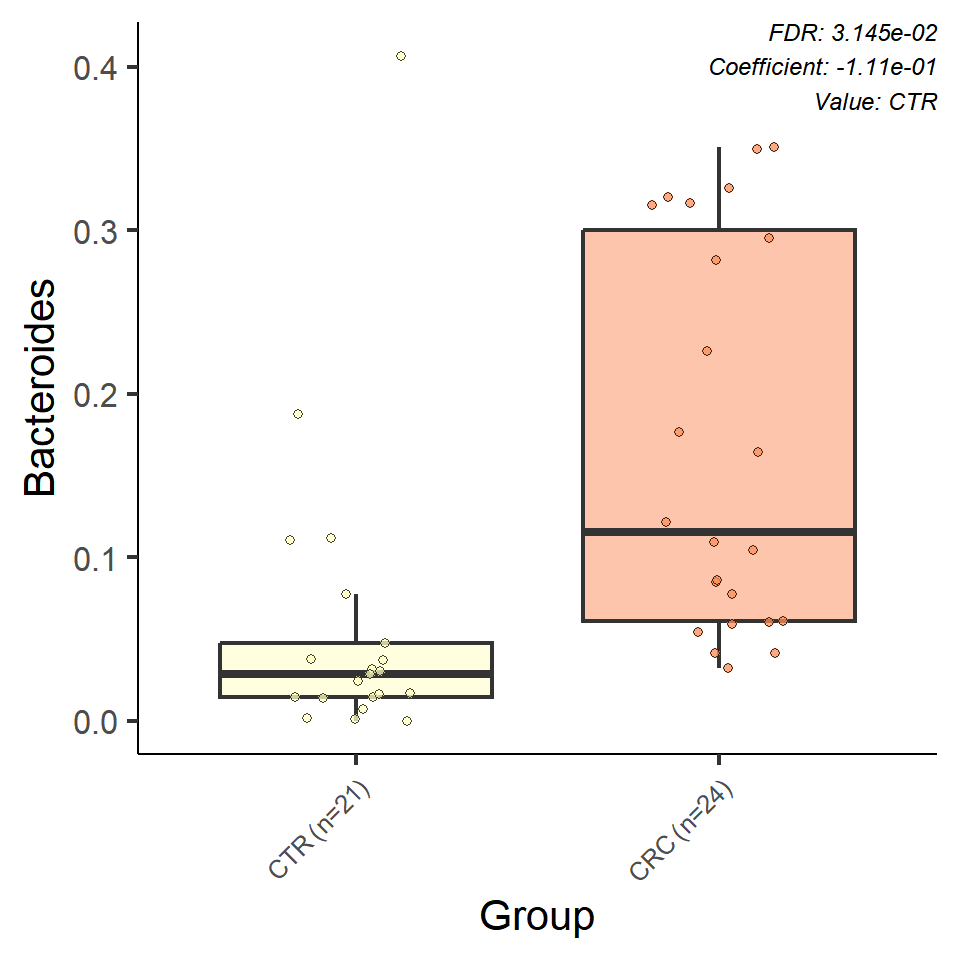 FDR: 3.145e-02
Coefficient: -1.11e-01
Value: CTR
0.4
0.3
0.2
0.1
0.0
Bacteroides
CTR (n=21)
CRC (n=24)
Group